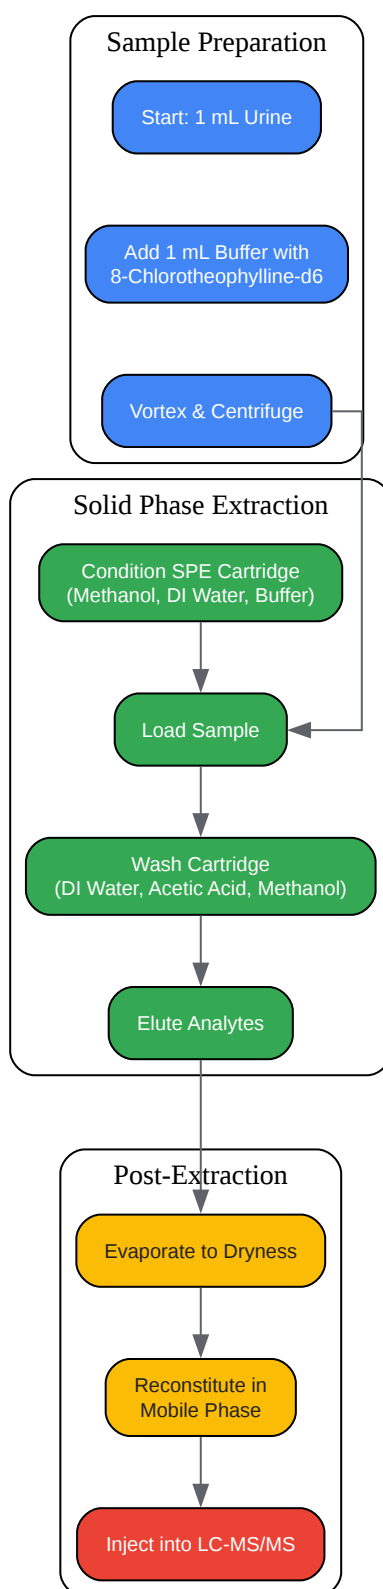 Sample Preparation
Start: 1 mL Urine
Add 1 mL Buffer with
8-Chlorotheophylline-d6
Vortex & Centrifuge
Solid Phase Extraction
Condition SPE Cartridge
(Methanol, DI Water, Buffer)
Load Sample
Wash Cartridge
(DI Water, Acetic Acid, Methanol)
Elute Analytes
Post-Extraction
Evaporate to Dryness
Reconstitute in
Mobile Phase
Inject into LC-MS/MS